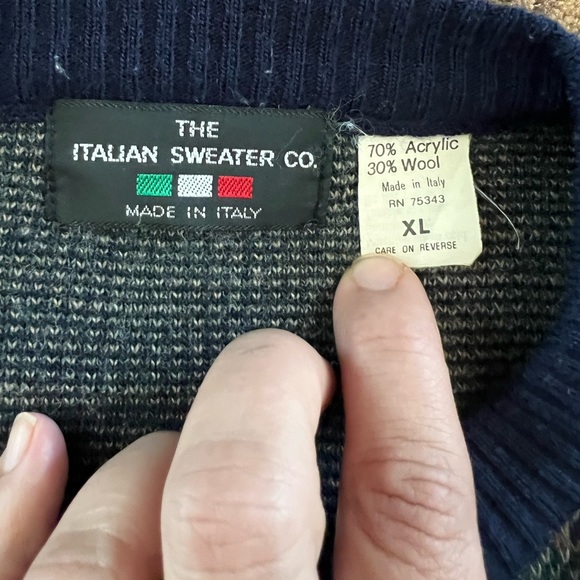 THE
ITALIAN SWEATER CO.
MADE IN ITALY
70% Acrylic
30% Wool
Made in Italy
RN 75343
XL
CARE ON REVERSE